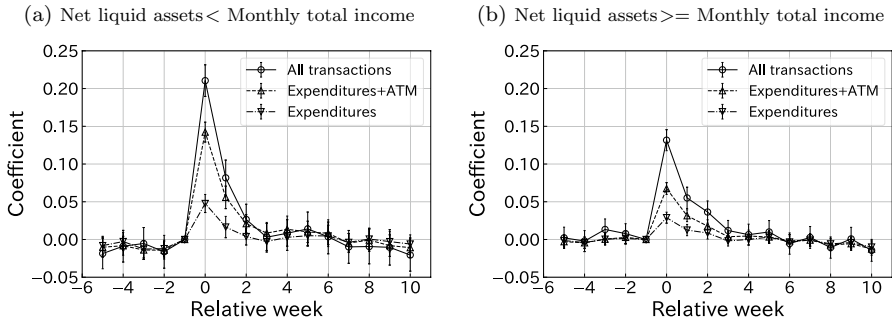 (a) Net liquid assets< Monthly total income
0.25
0.20
0.15
0.10
0.05
0.00
−0.05
Coefficient
All transactions
Expenditures+ATM
Expenditures
−6 −4 −2 0 2 4 6 8 10
Relative week
(b) Net liquid assets>= Monthly total income
0.25
0.20
0.15
0.10
0.05
0.00
−0.05
Coefficient
All transactions
Expenditures+ATM
Expenditures
−6 −4 −2 0 2 4 6 8 10
Relative week